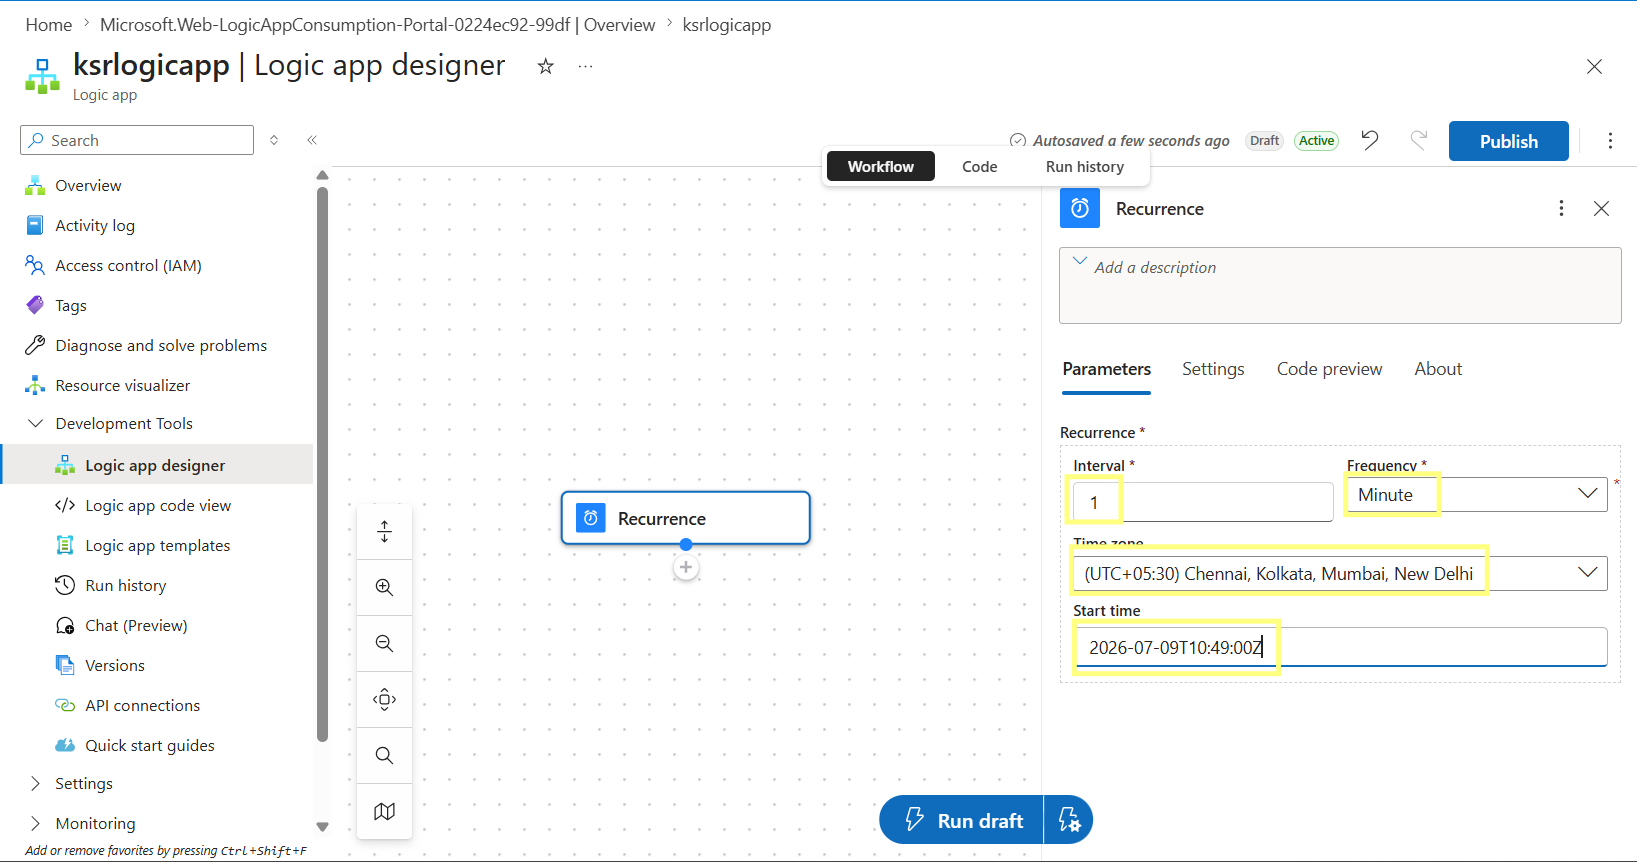 Home > Microsoft.Web-LogicAppConsumption-Portal-0224ec92-99df | Overview > ksrlogicapp
ksrlogicapp | Logic app designer
Logic app
Search
Autosaved a few seconds ago
Draft
Active
Publish
Workflow
Code
Run history
Overview
Activity log
Access control (IAM)
Tags
Diagnose and solve problems
Resource visualizer
Development Tools
Logic app designer
Logic app code view
Logic app templates
Run history
Chat (Preview)
Versions
API connections
Quick start guides
Settings
Monitoring
Add or remove favorites by pressing Ctrl+Shift+F
Recurrence
Run draft
Recurrence
Add a description
Parameters
Settings
Code preview
About
Recurrence *
Interval *
Frequency *
1
Minute
*
Time zone
(UTC+05:30) Chennai, Kolkata, Mumbai, New Delhi
Start time
2026-07-09T10:49:00Z